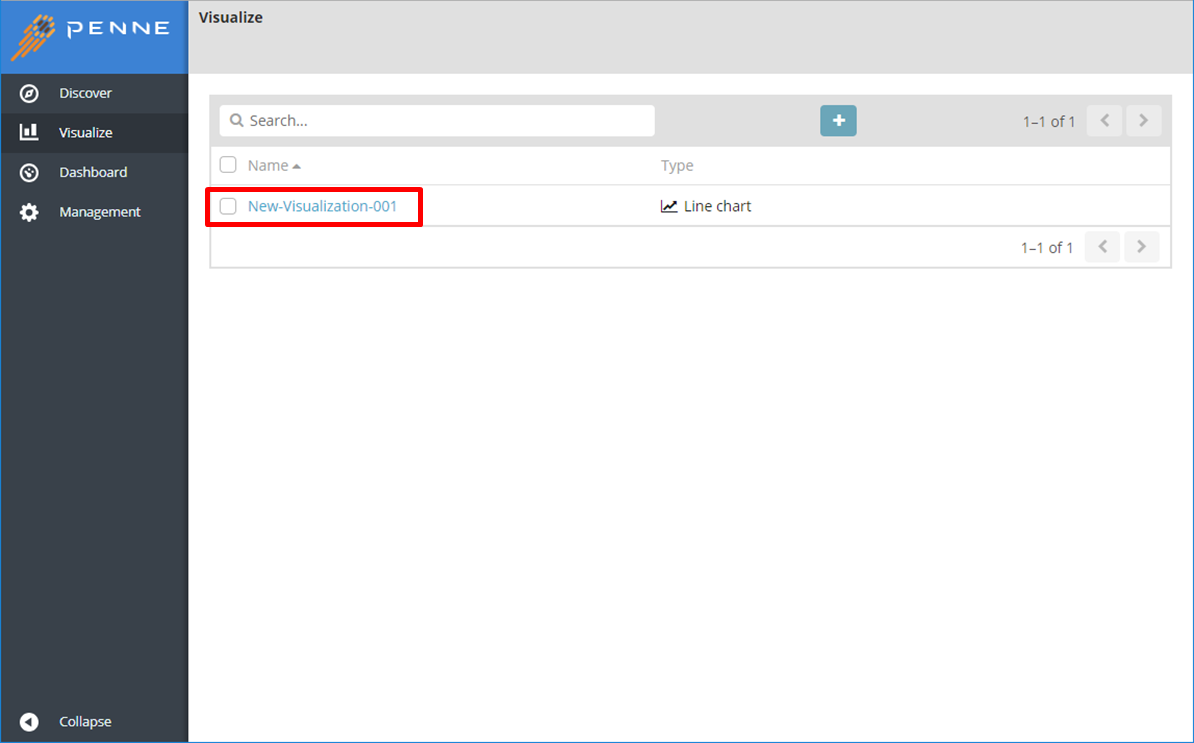 PENNE
Visualize
Discover
Visualize
Dashboard
Management
Search...
1–1 of 1
Name Type
New-Visualization-001 Line chart
1–1 of 1
Collapse